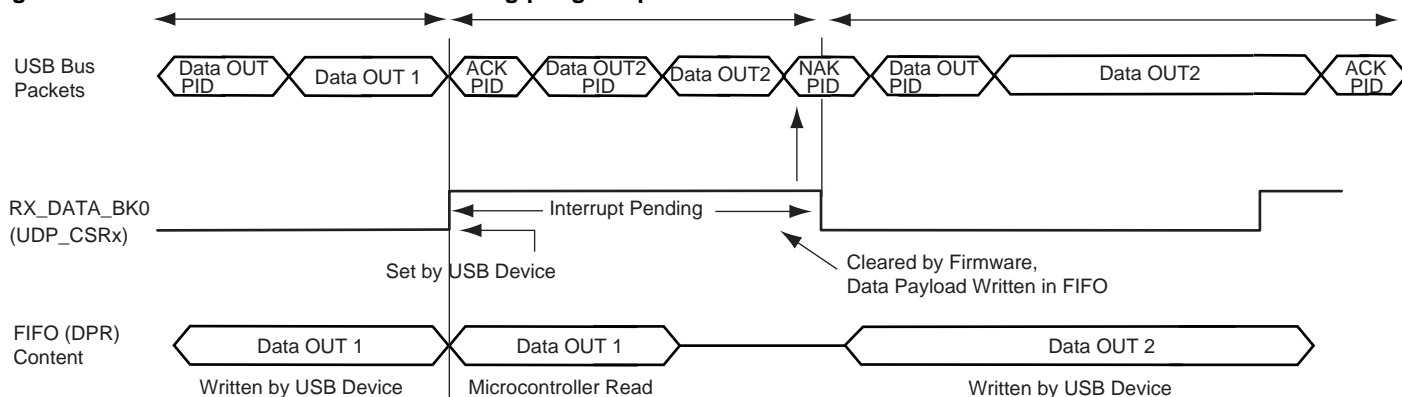 USB Bus
Packets
Data OUT
PID
Data OUT 1
ACK
PID
Data OUT2
PID
Data OUT2
NAK
PID
Data OUT
PID
Data OUT2
ACK
PID
RX_DATA_BK0
(UDP_CSRx)
Interrupt Pending
Set by USB Device
Cleared by Firmware,
Data Payload Written in FIFO
FIFO (DPR)
Content
Data OUT 1
Data OUT 1
Data OUT 2
Written by USB Device
Microcontroller Read
Written by USB Device